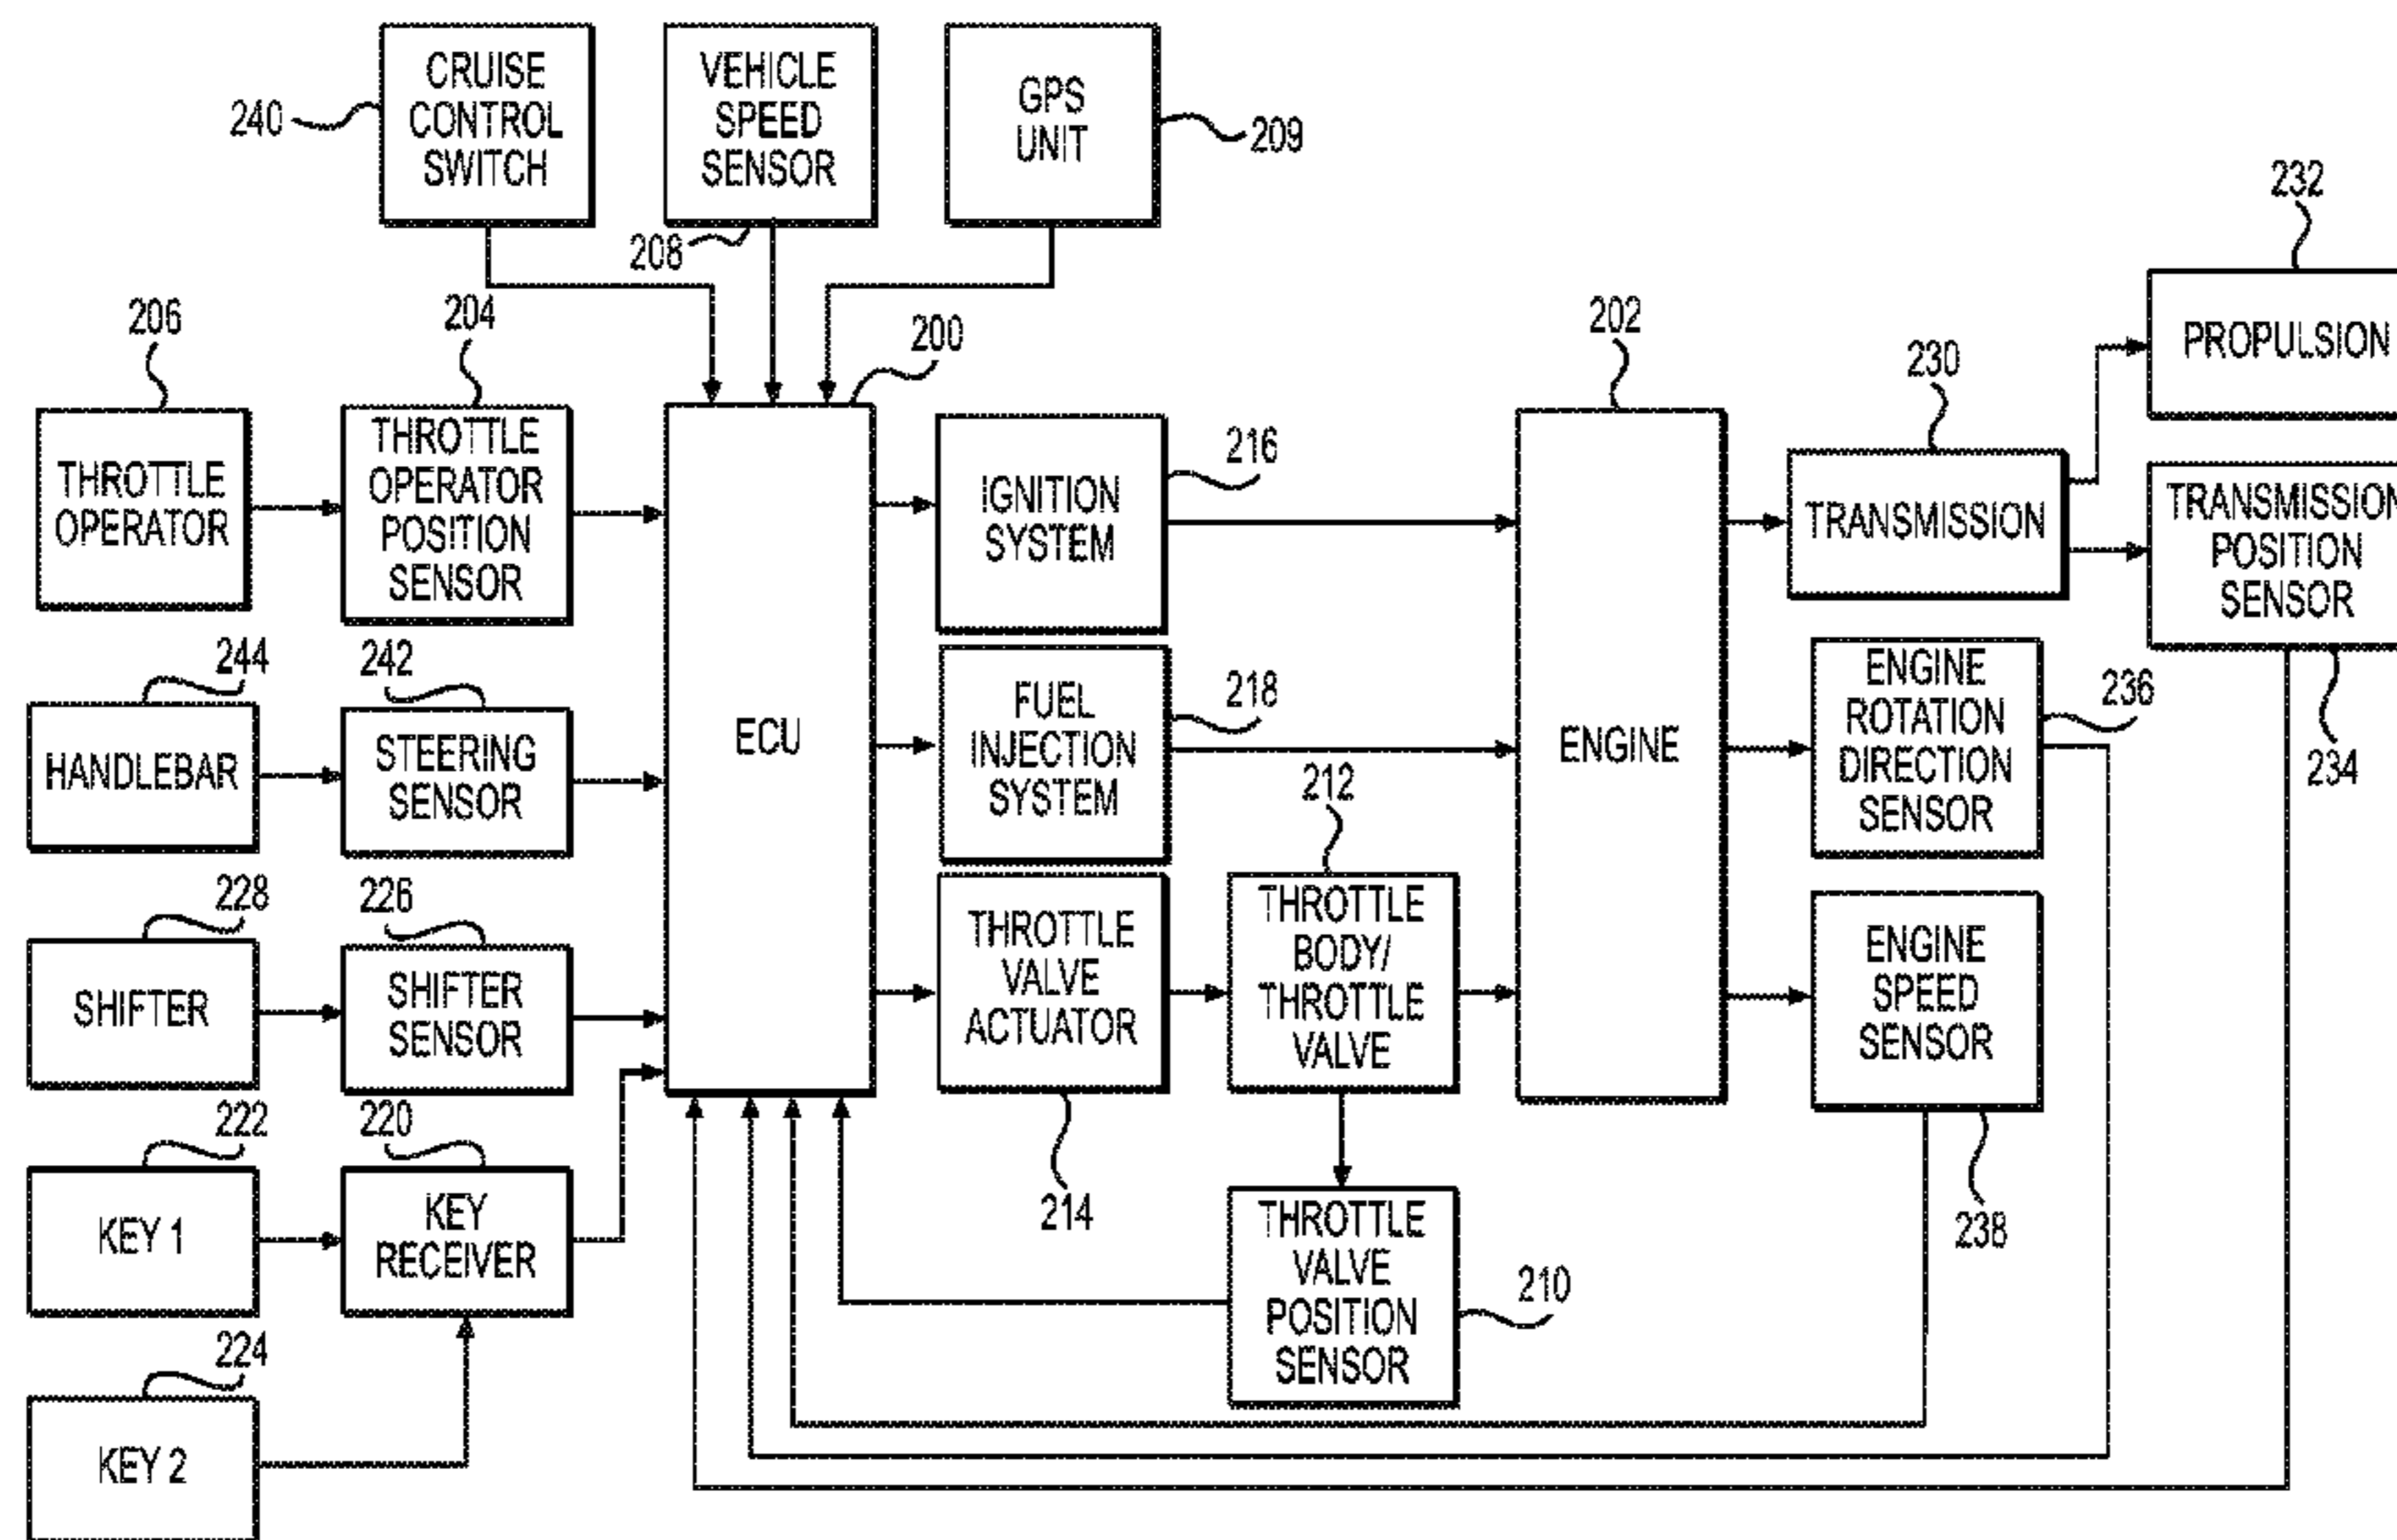 CRUISE
CONTROL
SWITCH
240
VEHICLE
SPEED
SENSOR
208
GPS
UNIT
209
232
PROPULSION
206
THROTTLE
OPERATOR
204
THROTTLE
OPERATOR
POSITION
SENSOR
200
ECU
216
IGNITION
SYSTEM
202
ENGINE
230
TRANSMISSION
TRANSMISSION
POSITION
SENSOR
234
244
HANDLEBAR
242
STEERING
SENSOR
FUEL
INJECTION
SYSTEM
218
212
THROTTLE
BODY/
THROTTLE
VALVE
ENGINE
ROTATION
DIRECTION
SENSOR
236
228
SHIFTER
226
SHIFTER
SENSOR
THROTTLE
VALVE
ACTUATOR
214
ENGINE
SPEED
SENSOR
238
222
KEY 1
220
KEY
RECEIVER
THROTTLE
VALVE
POSITION
SENSOR
210
224
KEY 2